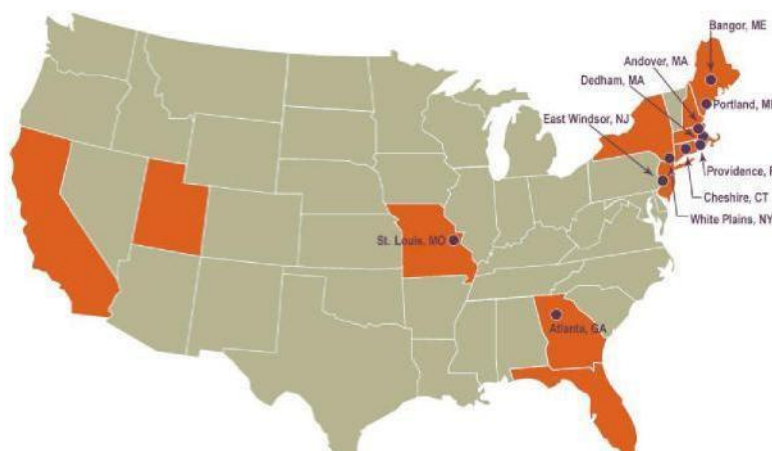 Bangor, ME
Andover, MA
Dedham, MA
Portland, M
East Windsor, NJ
Providence,
Cheshire, CT
White Plains, NY
St. Louis, MO
Atlanta, GA